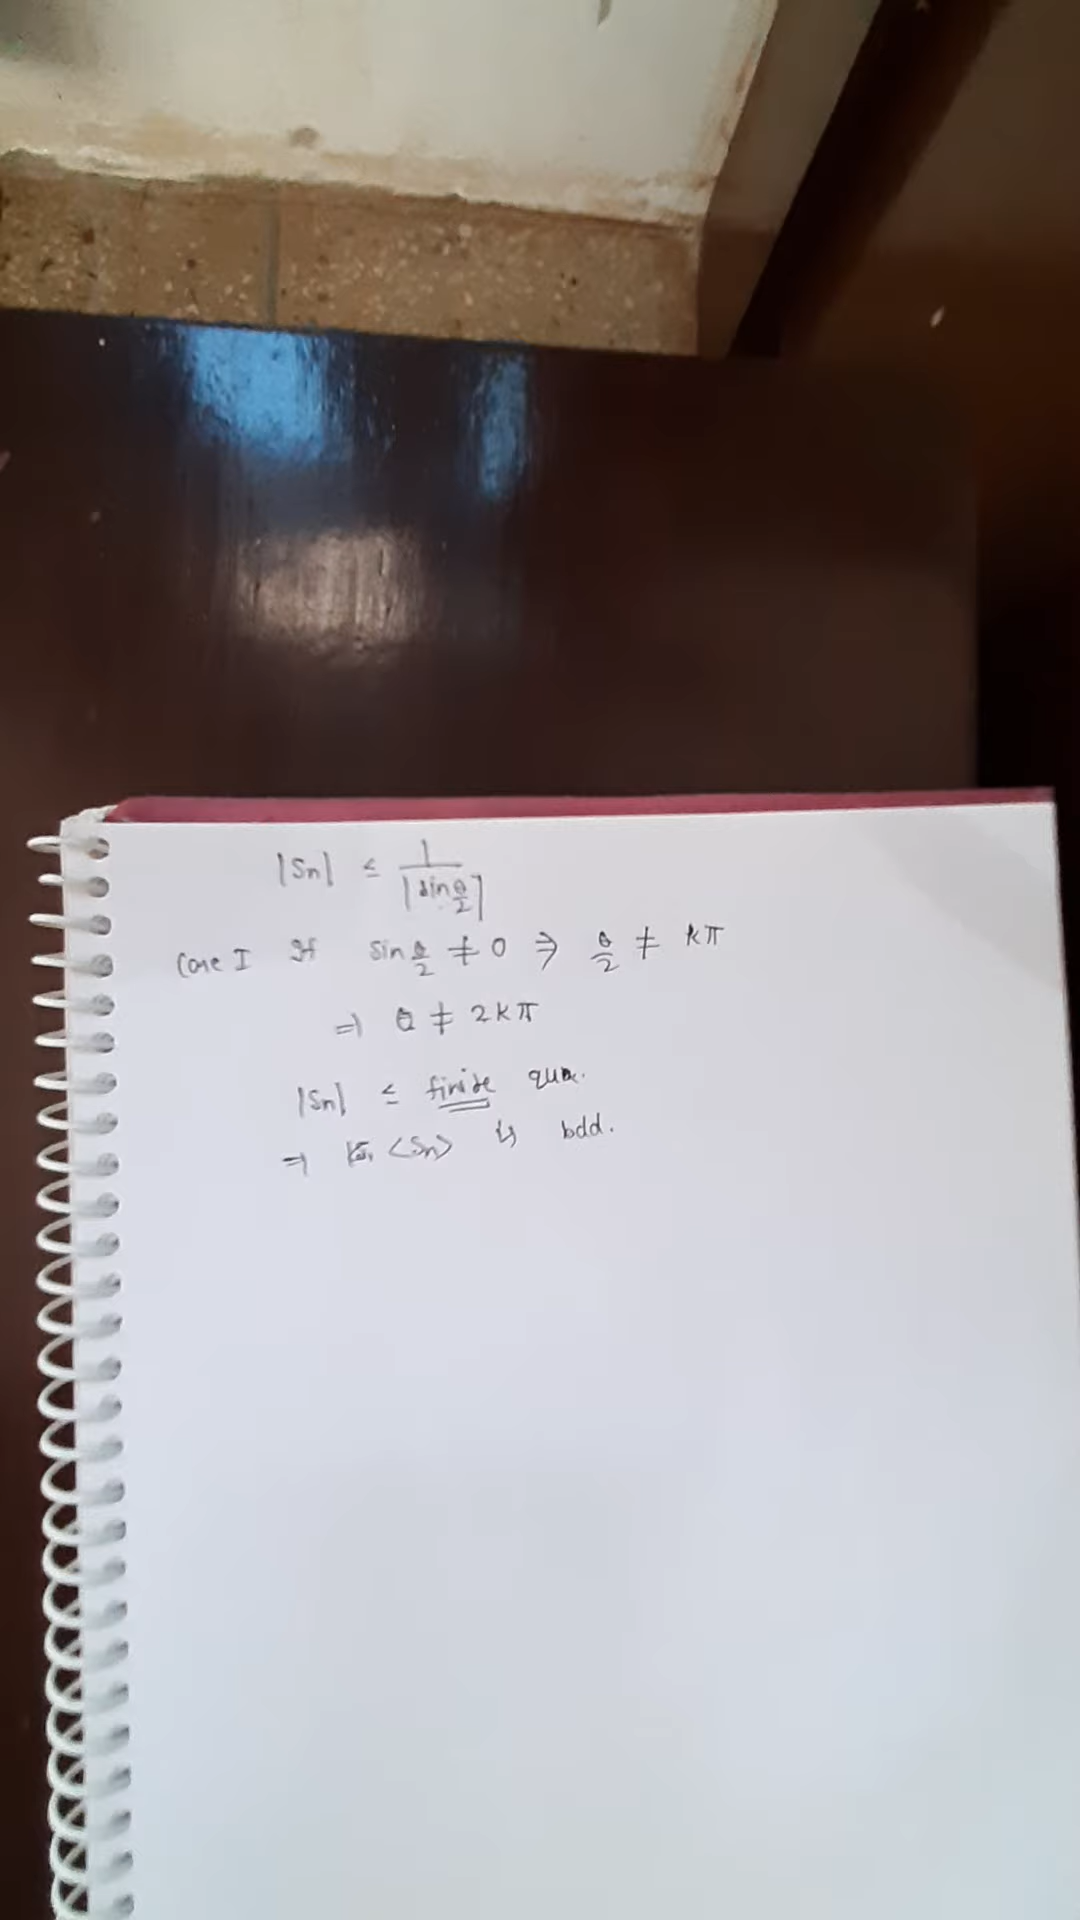 |Sn| ≤ 1/|sin θ/2|
Case I If sin θ/2 ≠ 0 ⇒ θ/2 ≠ kπ
⇒ θ ≠ 2kπ
|Sn| ≤ finite qua.
⇒ <Sn> is bdd.